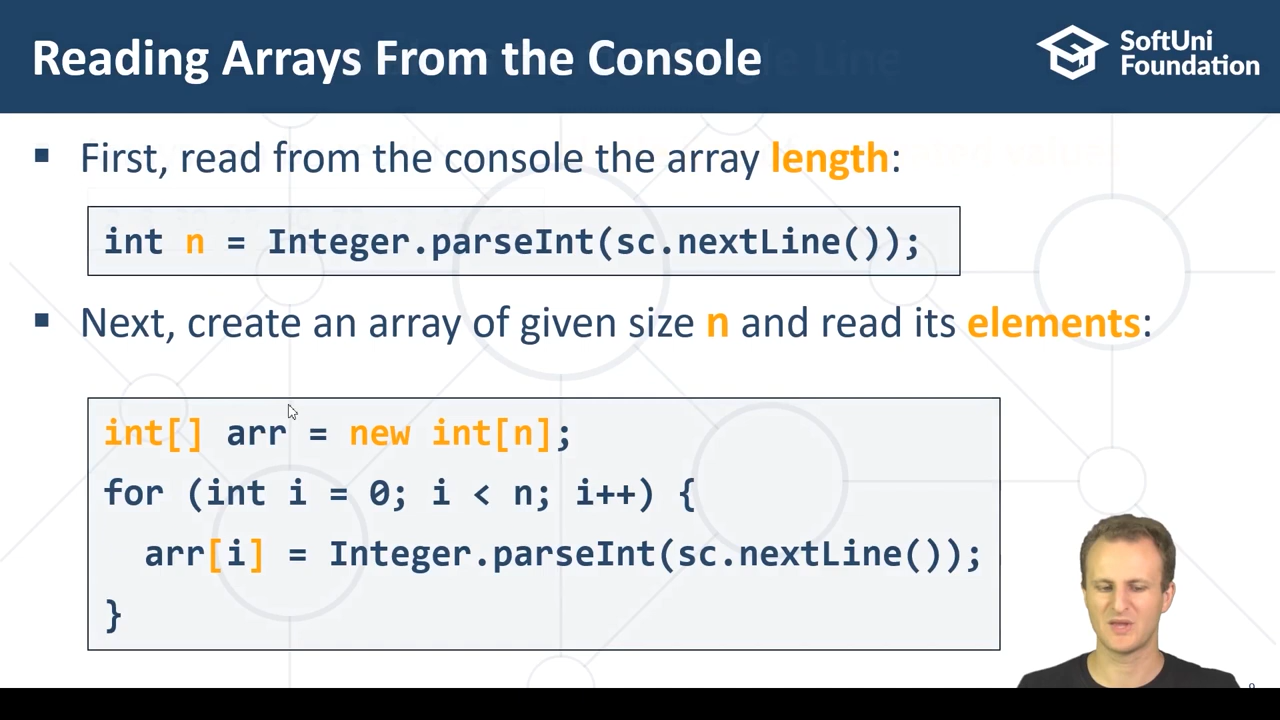 Reading Arrays From the Console
SoftUni
Foundation
▪ First, read from the console the array length:
int n = Integer.parseInt(sc.nextLine());
▪ Next, create an array of given size n and read its elements:
int[] arr = new int[n];
for (int i = 0; i < n; i++) {
arr[i] = Integer.parseInt(sc.nextLine());
}